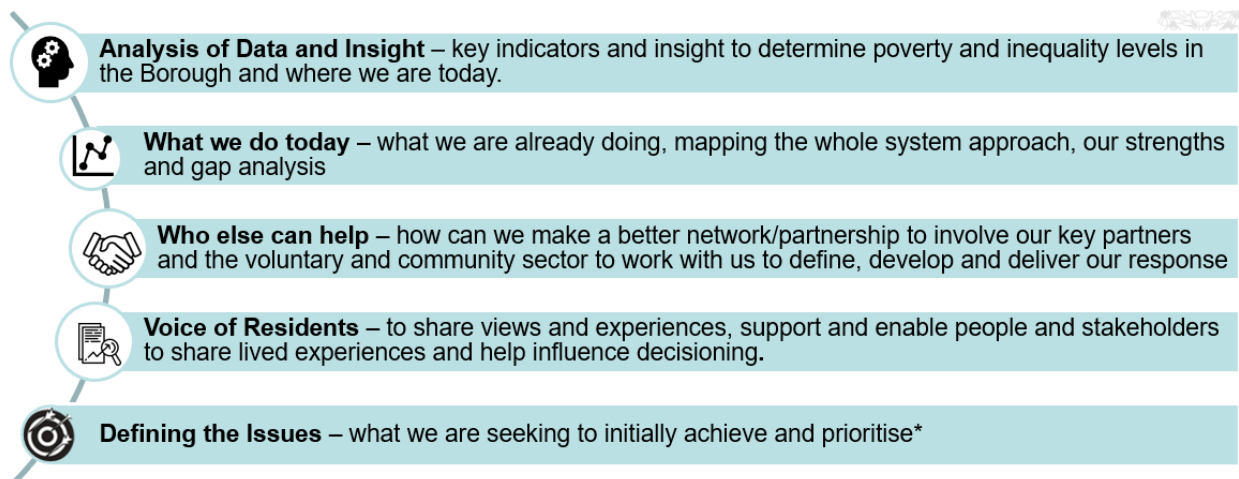 Analysis of Data and Insight – key indicators and insight to determine poverty and inequality levels in
the Borough and where we are today.
What we do today – what we are already doing, mapping the whole system approach, our strengths
and gap analysis
Who else can help – how can we make a better network/partnership to involve our key partners
and the voluntary and community sector to work with us to define, develop and deliver our response
Voice of Residents – to share views and experiences, support and enable people and stakeholders
to share lived experiences and help influence decisioning.
Defining the Issues – what we are seeking to initially achieve and prioritise*